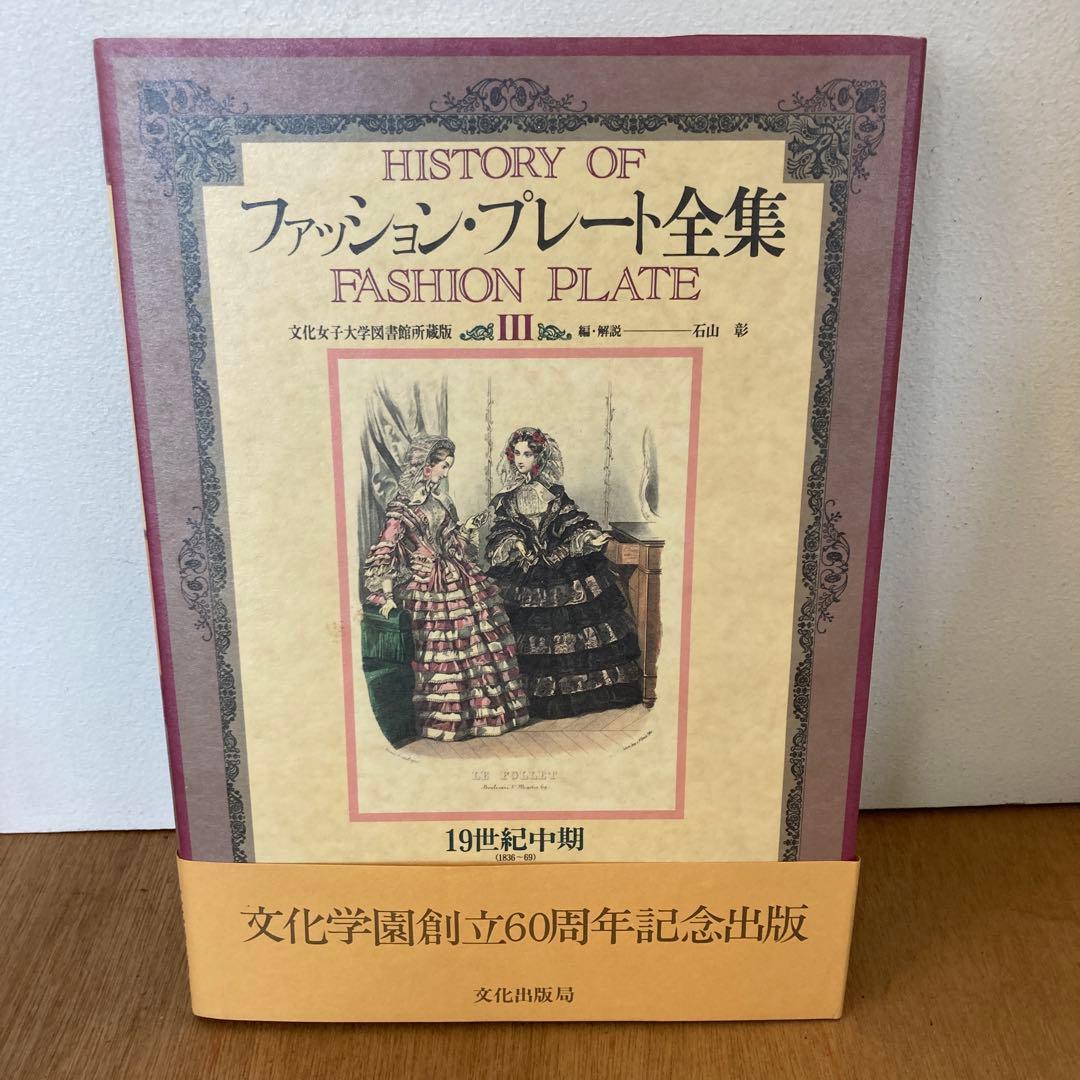 HISTORY OF
ファッション・プレート全集
FASHION PLATE
文化女子大学図書館所蔵版 III 編・解説 石山 彰
LE FOLLET
19世紀中期
(1836〜69)
文化学園創立60周年記念出版
文化出版局